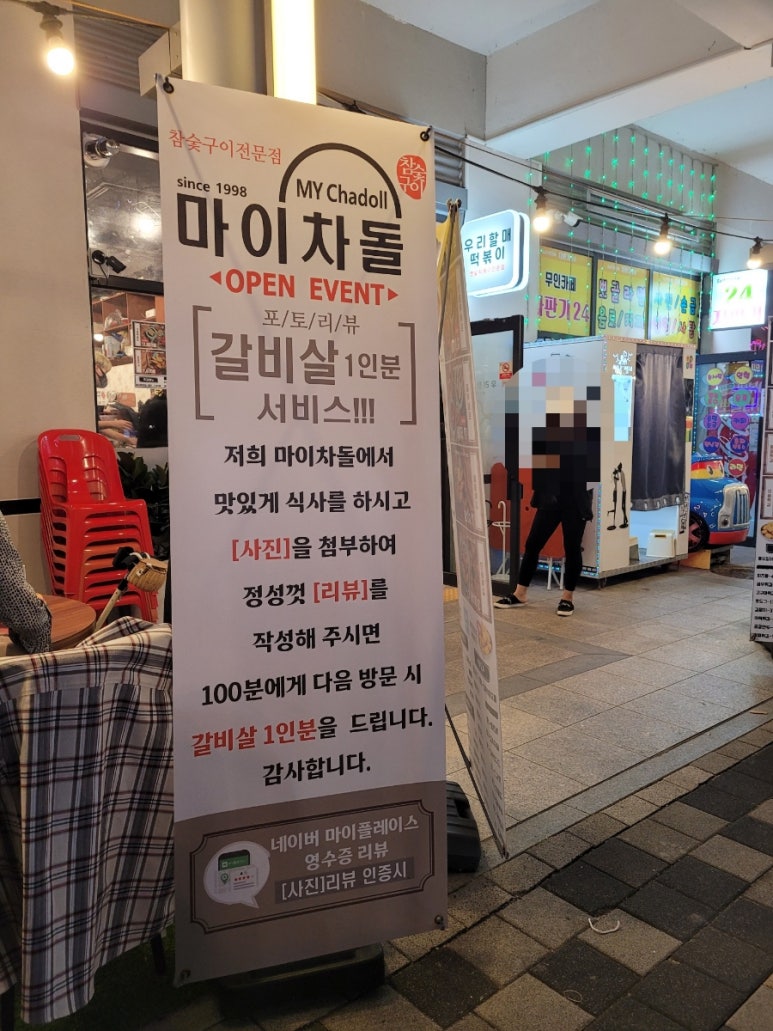 참숯구이전문점
참숯
구이
since 1998
MY Chadoll
마이차돌
OPEN EVENT
포/토/리/뷰
갈비살 1인분
서비스!!!
저희 마이차돌에서
맛있게 식사를 하시고
[사진]을 첨부하여
정성껏 [리뷰]를
작성해 주시면
100분에게 다음 방문 시
갈비살 1인분을 드립니다.
감사합니다.
네이버 마이플레이스
영수증 리뷰
[사진]리뷰 인증시
우리할매
떡볶이
무인카페
자판기24
24